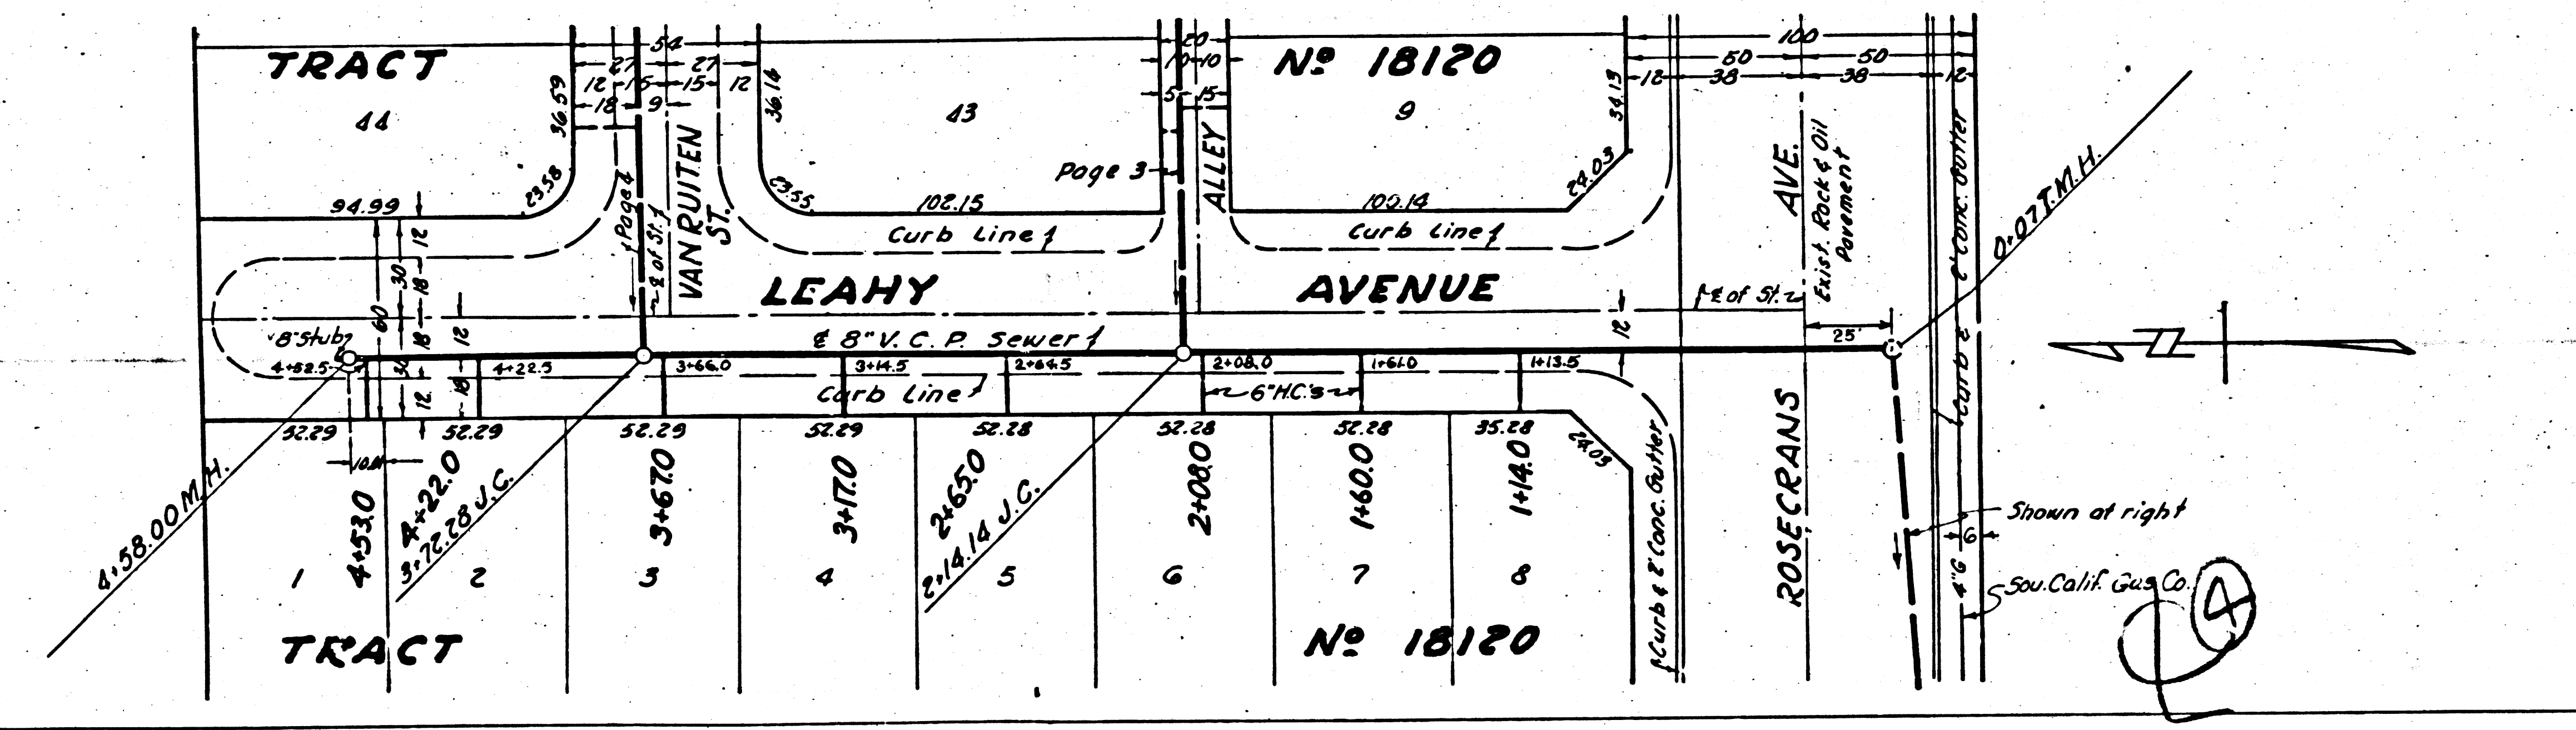 TRACT
44
No 18120
43
9
54
27 27
12 15 15 12
18 9
36.59
36.14
23.58
23.55
94.99
102.15
100.14
24.03
34.13
20
10 10
5 15
100
50 50
12 38 38 12
Page 4
℄ of St.
VAN RUITEN
ST.
Page 3
ALLEY
Curb Line
Curb Line
LEAHY AVENUE
℄ of St.
AVE.
Exist. Rock & Oil
Pavement
2' Conc. Gutter
Curb &
0+07 T.M.H.
12
30
18
60
18
30
12
12
18
12
8" Stub
℄ 8" V.C.P. Sewer
25'
4+52.5
4+22.5
3+66.0
3+14.5
2+64.5
2+08.0
1+61.0
1+13.5
Curb Line
6" H.C.'s
52.29
52.29
52.29
52.29
52.28
52.28
52.28
35.28
24.03
4+58.00 M.H.
4+53.0
4+22.0
3+72.28 J.C.
3+67.0
3+17.0
2+65.0
2+14.14 J.C.
2+08.0
1+60.0
1+14.0
1
2
3
4
5
6
7
8
TRACT
No 18120
Curb & 2' Conc. Gutter
ROSECRANS
Shown at right
6
4" G
Sou. Calif. Gas Co.
4